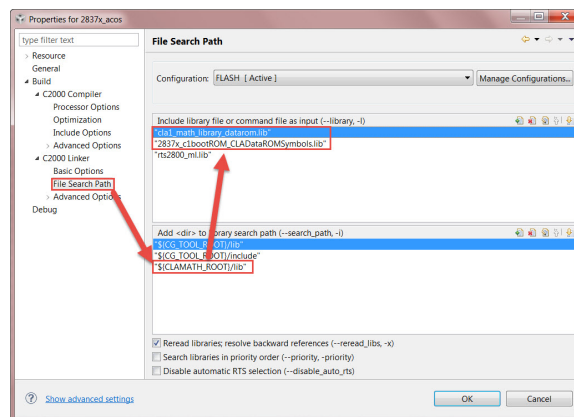 Properties for 2837x_acos
type filter text
File Search Path
Resource
General
Build
C2000 Compiler
Processor Options
Optimization
Include Options
Advanced Options
C2000 Linker
Basic Options
File Search Path
Advanced Options
Debug
Configuration: FLASH [ Active ]
Manage Configurations...
Include library file or command file as input (--library, -l)
"cla1_math_library_datarom.lib"
"2837x_c1bootROM_CLADataROMSymbols.lib"
"rts2800_ml.lib"
Add <dir> to library search path (--search_path, -i)
"${CG_TOOL_ROOT}/lib"
"${CG_TOOL_ROOT}/include"
"${CLAMATH_ROOT}/lib"
Reread libraries; resolve backward references (--reread_libs, -x)
Search libraries in priority order (--priority, -priority)
Disable automatic RTS selection (--disable_auto_rts)
Show advanced settings
OK
Cancel